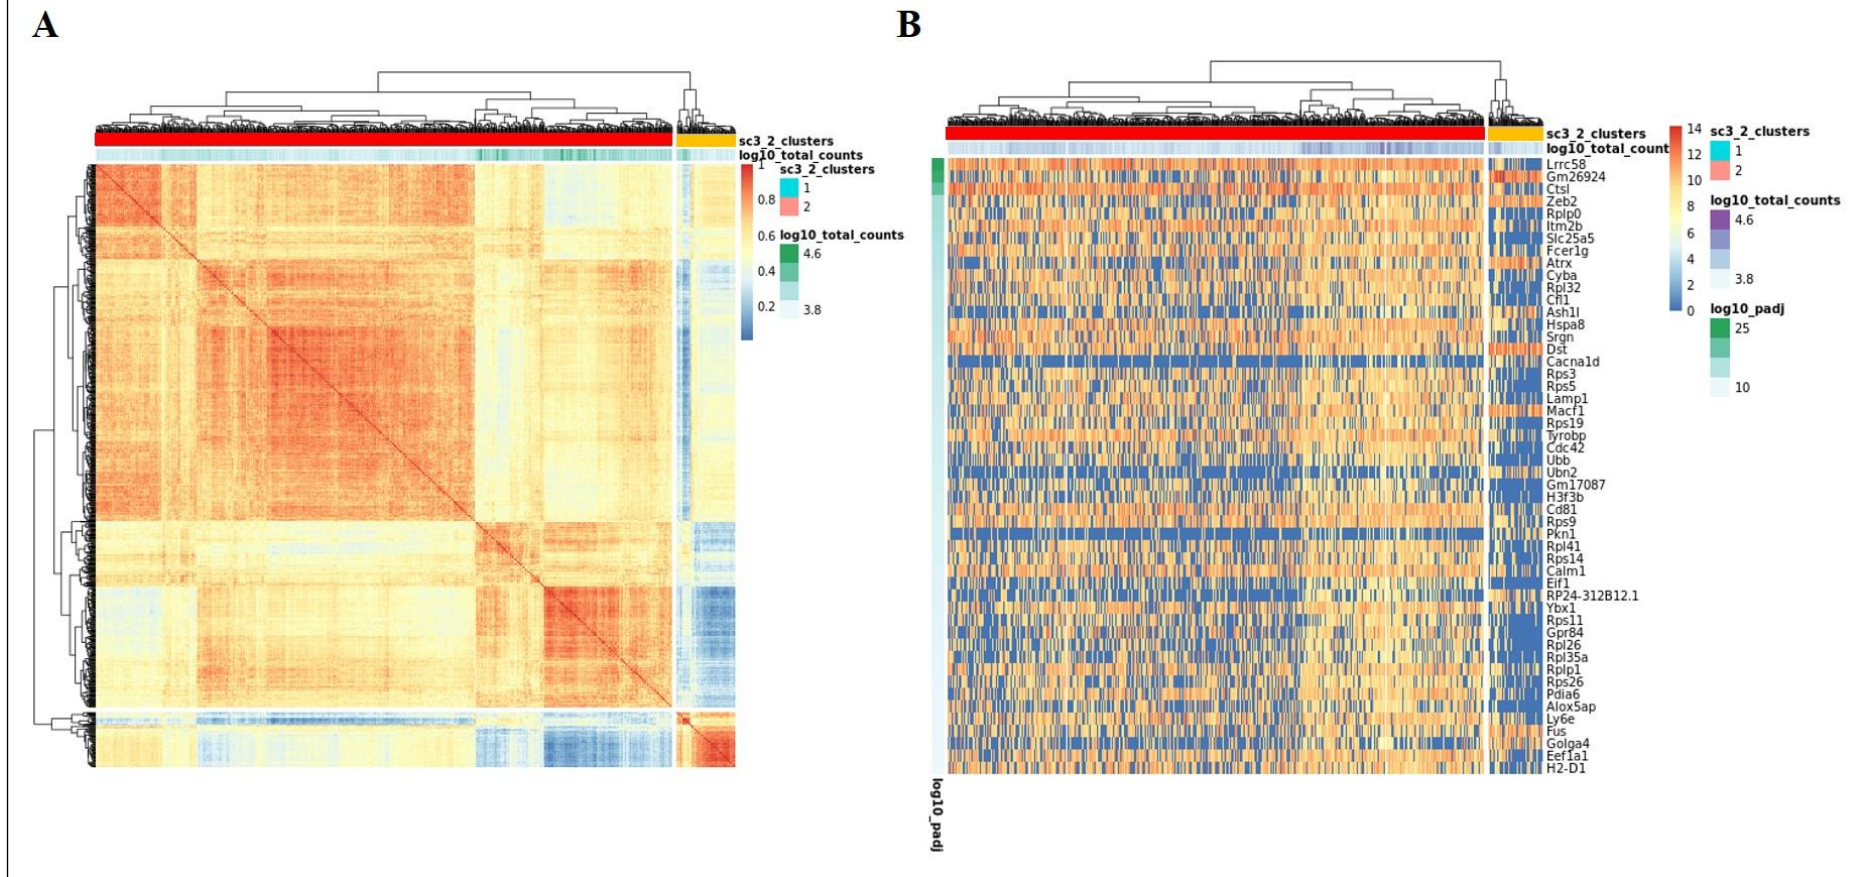 A
B
sc3_2_clusters
log10_total_counts
1
0.8
0.6
0.4
0.2
sc3_2_clusters
1
2
log10_total_counts
4.6
3.8
sc3_2_clusters
log10_total_count
Lrrc58
Gm26924
Ctsl
Zeb2
Rplp0
Itm2b
Slc25a5
Fcer1g
Atrx
Cyba
Rpl32
Cfl1
Ash1l
Hspa8
Srgn
Dst
Cacna1d
Rps3
Rps5
Lamp1
Macf1
Rps19
Tyrobp
Cdc42
Ubb
Ubn2
Gm17087
H3f3b
Cd81
Rps9
Pkn1
Rpl41
Rps14
Calm1
Eif1
RP24-312B12.1
Ybx1
Rps11
Gpr84
Rpl26
Rpl35a
Rplp1
Rps26
Pdia6
Alox5ap
Ly6e
Fus
Golga4
Eef1a1
H2-D1
14
12
10
8
6
4
2
0
sc3_2_clusters
1
2
log10_total_counts
4.6
3.8
log10_padj
25
10
log10_padj